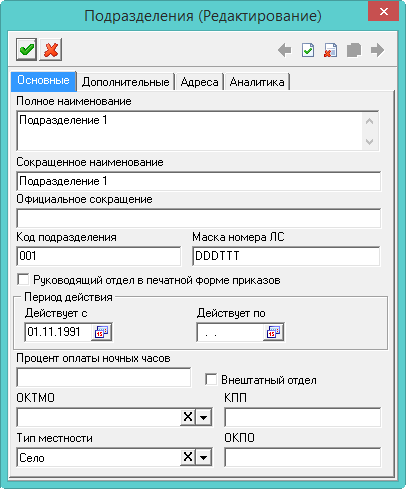 Подразделения (Редактирование)
Основные Дополнительные Адреса Аналитика
Полное наименование
Подразделение 1
Сокращенное наименование
Подразделение 1
Официальное сокращение
Код подразделения Маска номера ЛС
001 DDDTTT
Руководящий отдел в печатной форме приказов
Период действия
Действует с Действует по
01.11.1991 . .
Процент оплаты ночных часов
Внештатный отдел
ОКТМО КПП
Тип местности ОКПО
Село